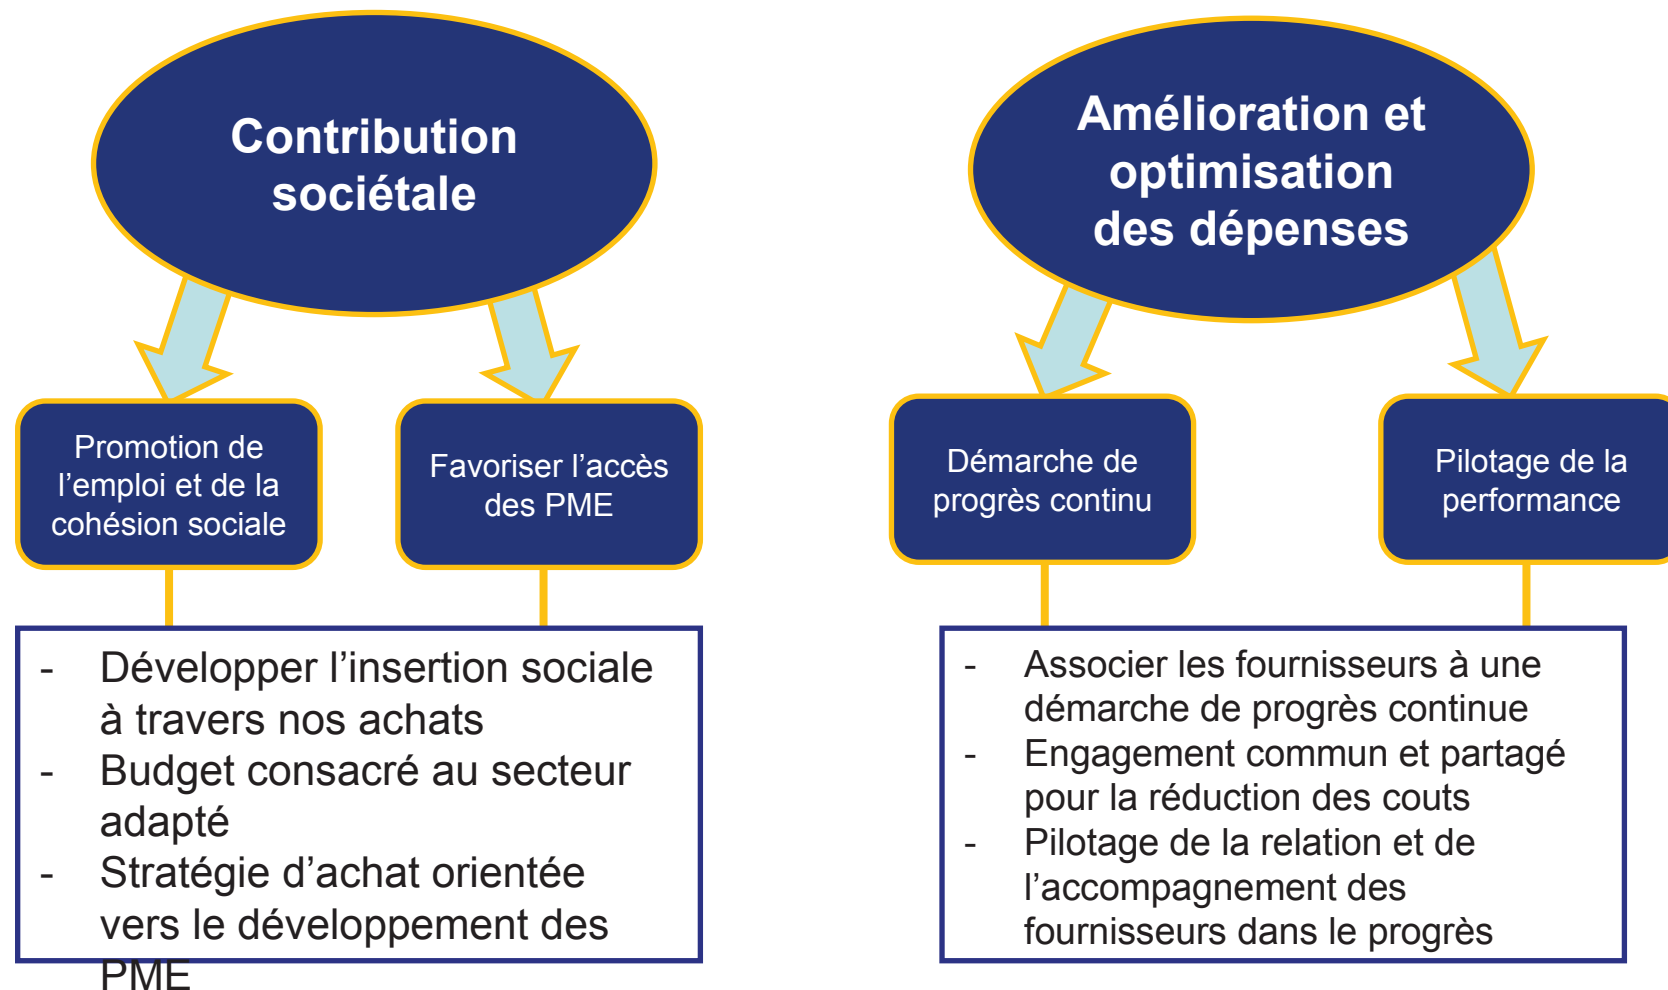 Contribution
sociétale
Promotion de
l’emploi et de la
cohésion sociale
Favoriser l’accès
des PME
- Développer l’insertion sociale
à travers nos achats
- Budget consacré au secteur
adapté
- Stratégie d’achat orientée
vers le développement des
PME
Amélioration et
optimisation
des dépenses
Démarche de
progrès continu
Pilotage de la
performance
- Associer les fournisseurs à une
démarche de progrès continue
- Engagement commun et partagé
pour la réduction des couts
- Pilotage de la relation et de
l’accompagnement des
fournisseurs dans le progrès